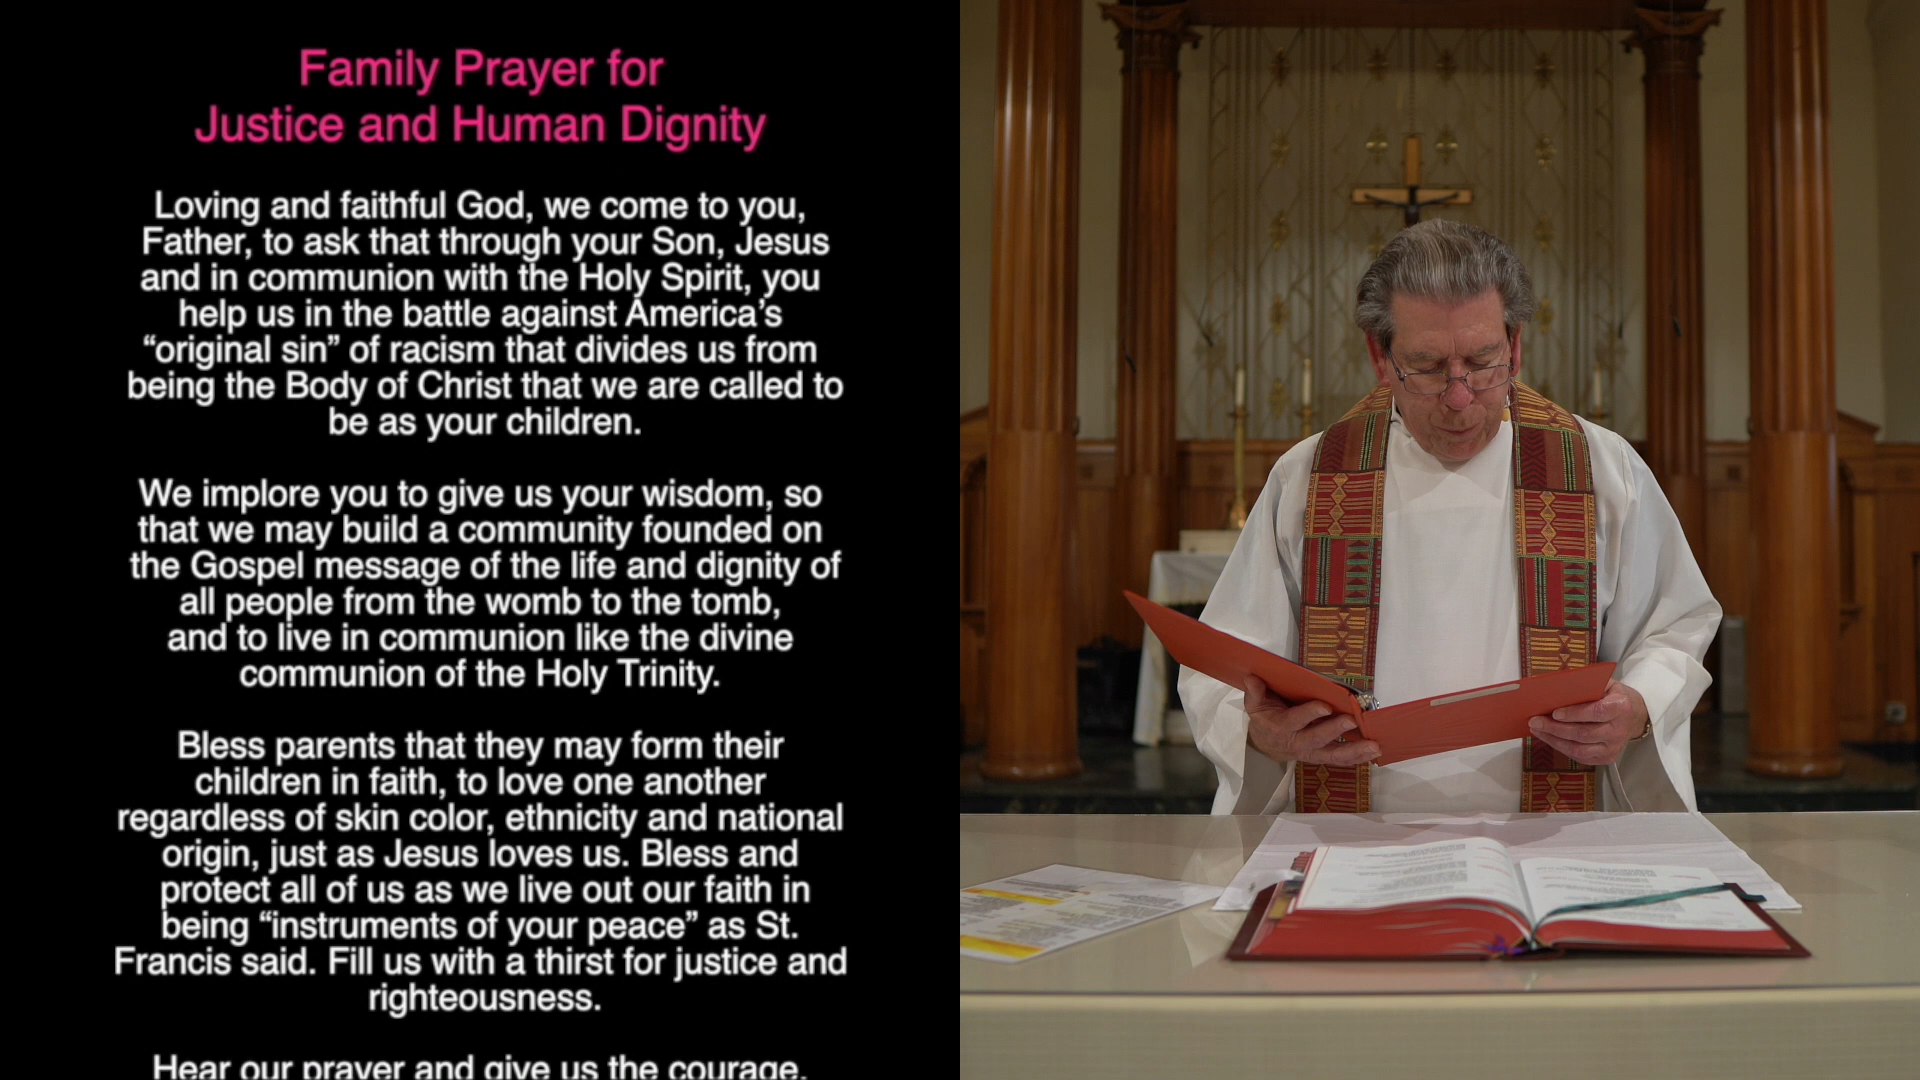 Family Prayer for
Justice and Human Dignity
Loving and faithful God, we come to you,
Father, to ask that through your Son, Jesus
and in communion with the Holy Spirit, you
help us in the battle against America’s
“original sin” of racism that divides us from
being the Body of Christ that we are called to
be as your children.
We implore you to give us your wisdom, so
that we may build a community founded on
the Gospel message of the life and dignity of
all people from the womb to the tomb,
and to live in communion like the divine
communion of the Holy Trinity.
Bless parents that they may form their
children in faith, to love one another
regardless of skin color, ethnicity and national
origin, just as Jesus loves us. Bless and
protect all of us as we live out our faith in
being “instruments of your peace” as St.
Francis said. Fill us with a thirst for justice and
righteousness.
Hear our prayer and give us the courage,